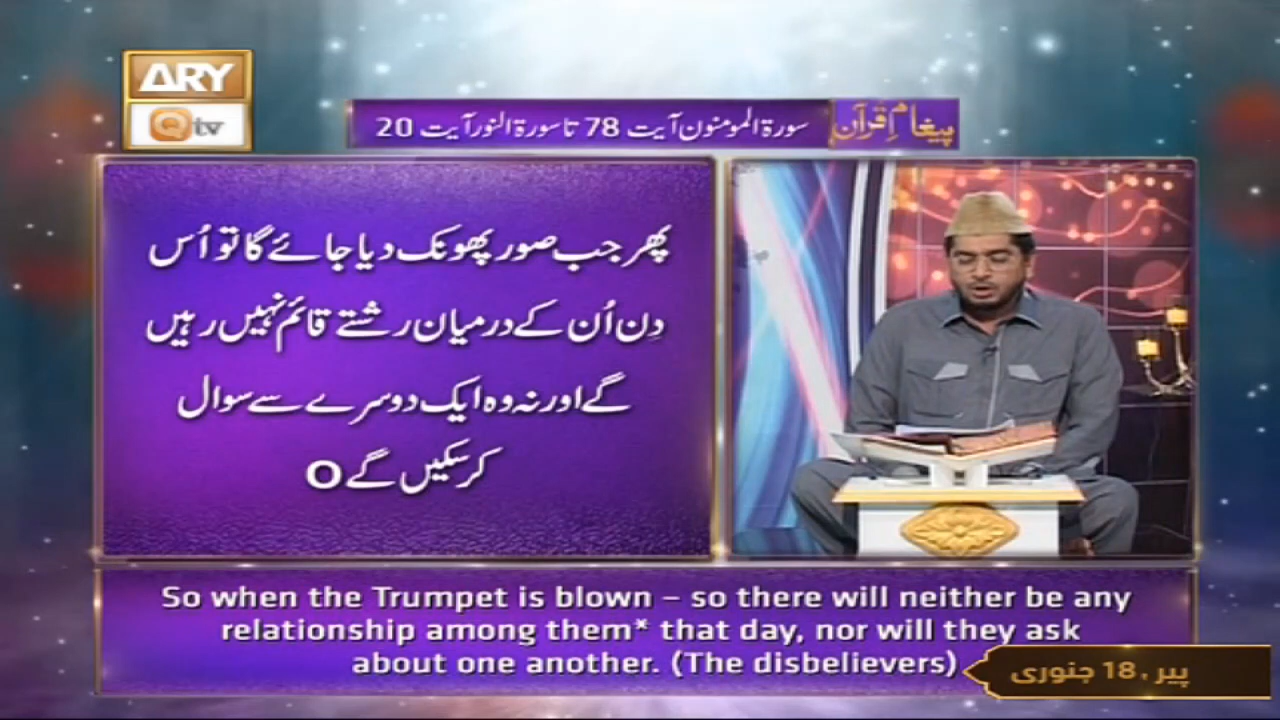 ARY
Qtv
پیغامِ قرآن
سورۃ المومنون آیت 78 تا سورۃ النور آیت 20
پھر جب صور پھونک دیا جائے گا تو اُس
دِن اُن کے درمیان رشتے قائم نہیں رہیں
گے اور نہ وہ ایک دوسرے سے سوال
کر سکیں گے O
So when the Trumpet is blown – so there will neither be any
relationship among them* that day, nor will they ask
about one another. (The disbelievers)
پیر، 18 جنوری